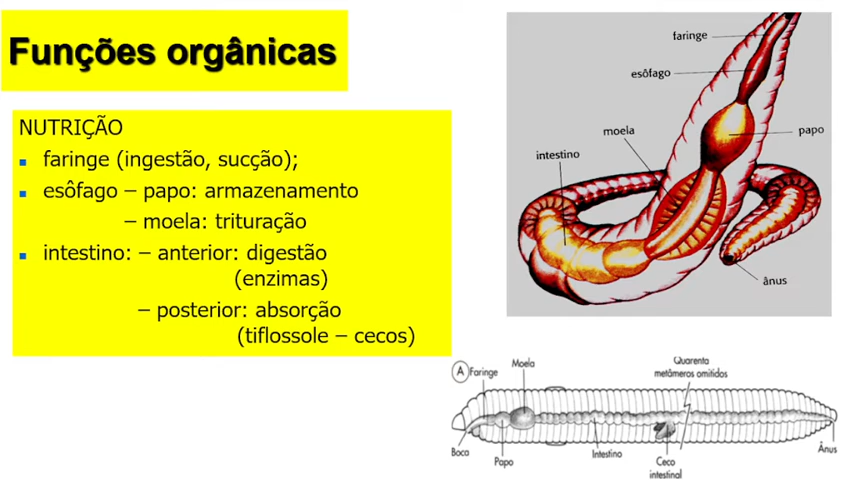 Funções orgânicas
NUTRIÇÃO
▪ faringe (ingestão, sucção);
▪ esôfago – papo: armazenamento
– moela: trituração
▪ intestino: – anterior: digestão
(enzimas)
– posterior: absorção
(tiflossole – cecos)
faringe
esôfago
papo
moela
intestino
ânus
A
Faringe
Moela
Quarenta
metâmeros omitidos
Boca
Papo
Intestino
Ceco
intestinal
Ânus